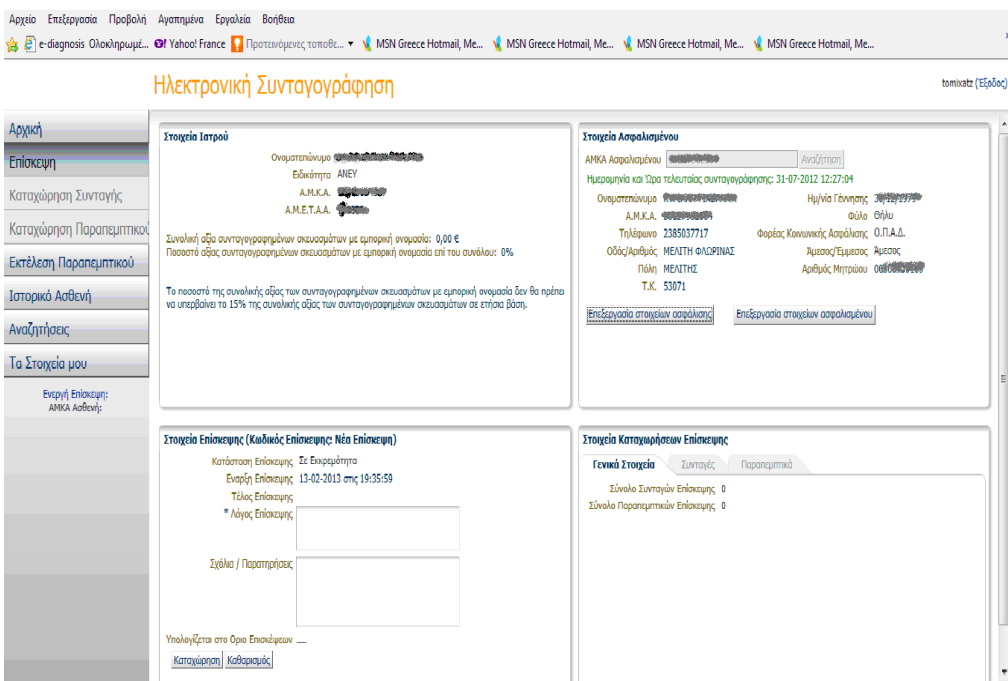 Αρχείο Επεξεργασία Προβολή Αγαπημένα Εργαλεία Βοήθεια
e-diagnosis Ολοκληρωμέ... Yahoo! France Προτεινόμενες τοποθε... MSN Greece Hotmail, Me... MSN Greece Hotmail, Me... MSN Greece Hotmail, Me... MSN Greece Hotmail, Me...
Ηλεκτρονική Συνταγογράφηση
tomixatz (Έξοδος)
Αρχική
Επίσκεψη
Καταχώρηση Συνταγής
Καταχώρηση Παραπεμπτικού
Εκτέλεση Παραπεμπτικού
Ιστορικό Ασθενή
Αναζητήσεις
Τα Στοιχεία μου
Ενεργή Επίσκεψη:
ΑΜΚΑ Ασθενή:
Στοιχεία Ιατρού
Ονοματεπώνυμο
Ειδικότητα ΑΝΕΥ
Α.Μ.Κ.Α.
Α.Μ.Ε.Τ.Α.Α.
Συνολική αξία συνταγογραφημένων σκευασμάτων με εμπορική ονομασία: 0,00 €
Ποσοστό αξίας συνταγογραφημένων σκευασμάτων με εμπορική ονομασία επί του συνόλου: 0%
Το ποσοστό της συνολικής αξίας των συνταγογραφημένων σκευασμάτων με εμπορική ονομασία δεν θα πρέπει
να υπερβαίνει το 15% της συνολικής αξίας των συνταγογραφημένων σκευασμάτων σε ετήσια βάση.
Στοιχεία Ασφαλισμένου
ΑΜΚΑ Ασφαλισμένου Αναζήτηση
Ημερομηνία και Ώρα τελευταίας συνταγογράφησης: 31-07-2012 12:27:04
Ονοματεπώνυμο Ημ/νία Γέννησης
Α.Μ.Κ.Α. Φύλο Θήλυ
Τηλέφωνο 2385037717 Φορέας Κοινωνικής Ασφάλισης Ο.Π.Α.Δ.
Οδός/Αριθμός ΜΕΛΙΤΗ ΦΛΩΡΙΝΑΣ Άμεσος/Έμμεσος Άμεσος
Πόλη ΜΕΛΙΤΗΣ Αριθμός Μητρώου
Τ.Κ. 53071
Επεξεργασία στοιχείων ασφάλισης Επεξεργασία στοιχείων ασφαλισμένου
Στοιχεία Επίσκεψης (Κωδικός Επίσκεψης: Νέα Επίσκεψη)
Κατάσταση Επίσκεψης Σε Εκκρεμότητα
Έναρξη Επίσκεψης 13-02-2013 στις 19:35:59
Τέλος Επίσκεψης
* Λόγος Επίσκεψης
Σχόλια / Παρατηρήσεις
Υπολογίζεται στο Όριο Επισκέψεων
Καταχώρηση Καθαρισμός
Στοιχεία Καταχωρήσεων Επίσκεψης
Γενικά Στοιχεία Συνταγές Παραπεμπτικά
Σύνολο Συνταγών Επίσκεψης 0
Σύνολο Παραπεμπτικών Επίσκεψης 0